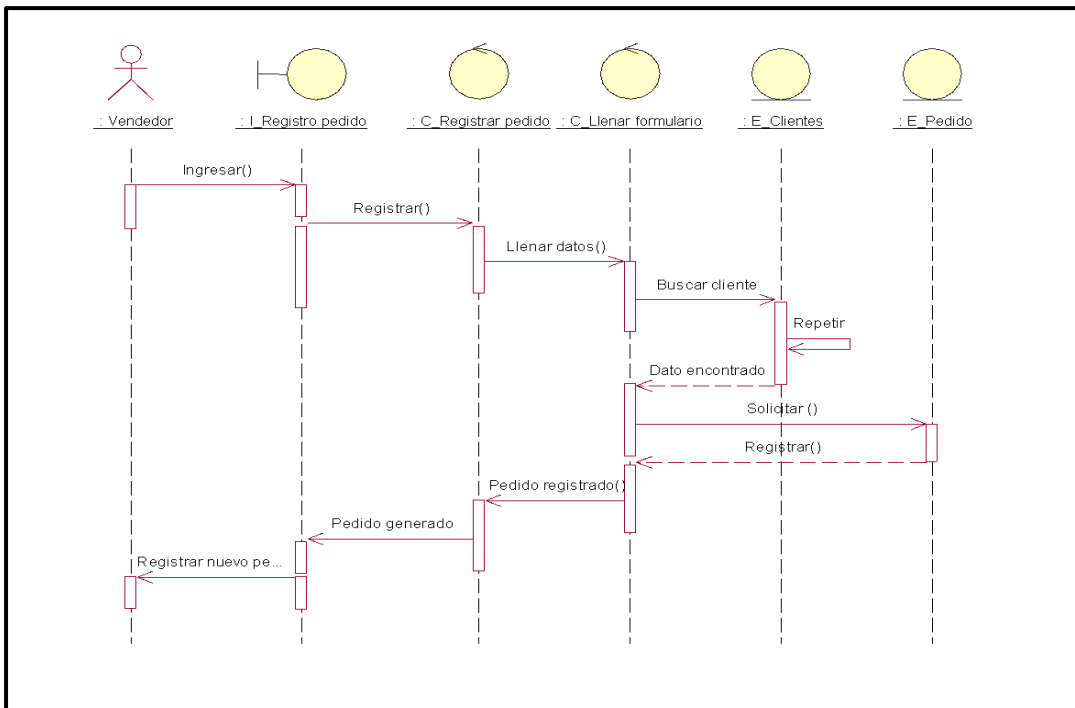 : Vendedor
: I_Registro pedido
: C_Registrar pedido
: C_Llenar formulario
: E_Clientes
: E_Pedido
Ingresar()
Registrar()
Llenar datos()
Buscar cliente
Repetir
Dato encontrado
Solicitar ()
Registrar()
Pedido registrado()
Pedido generado
Registrar nuevo pe...